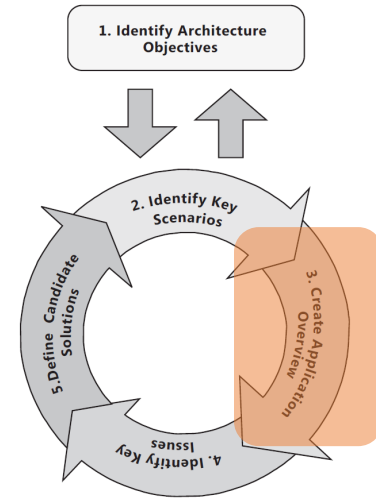 1. Identify Architecture
Objectives
2. Identify Key
Scenarios
3. Create Application
Overview
4. Identify Key
Issues
5.Define Candidate
Solutions